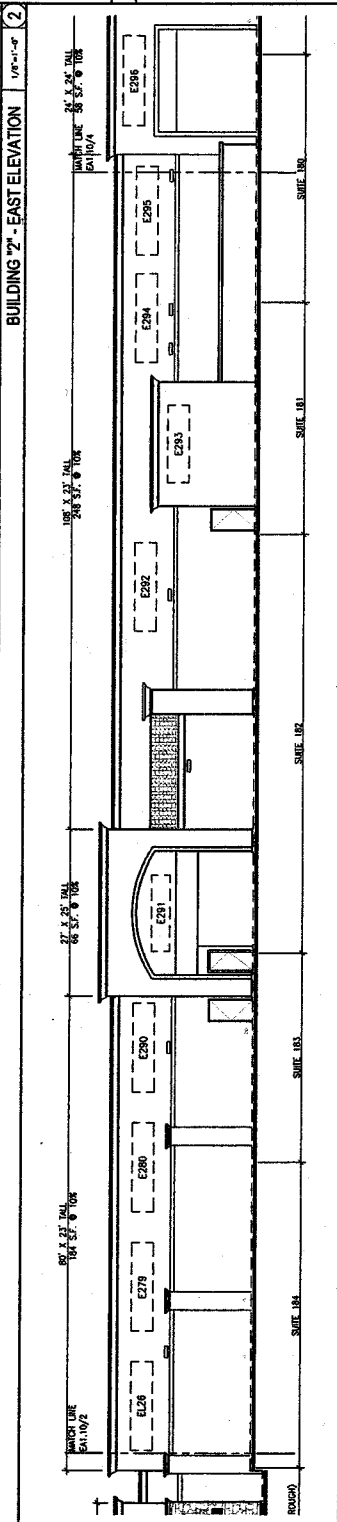 MATCH LINE
EA1.10/2
80' X 23' TALL
184 S.F. @ 10%
27' X 25' TALL
66 S.F. @ 10%
108' X 23' TALL
248 S.F. @ 10%
MATCH LINE
EA1.10/4
24' X 24' TALL
58 S.F. @ 10%
EL26
E279
E280
E290
E291
E292
E293
E294
E295
E296
ROUGH)
SUITE 184
SUITE 183
SUITE 182
SUITE 181
SUITE 180
BUILDING "2" - EAST ELEVATION
1/8"=1'-0"
2